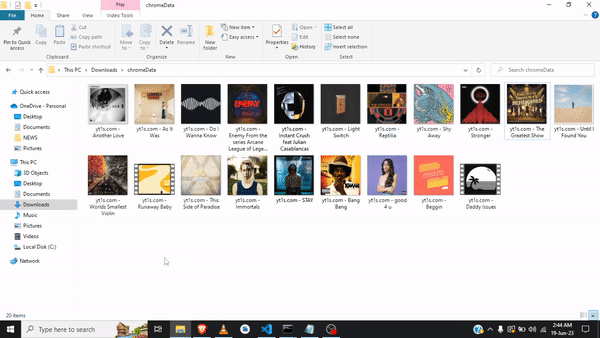 Play
chromeData
File
Home
Share
View
Video Tools
Pin to Quick access
Copy
Paste
Cut
Copy path
Paste shortcut
Clipboard
Move to
Copy to
Delete
Rename
Organize
New folder
New item
Easy access
New
Properties
Open
Edit
History
Open
Select all
Select none
Invert selection
Select
This PC > Downloads > chromeData
Search chromeData
Quick access
OneDrive - Personal
Desktop
Documents
NEWS
Pictures
This PC
3D Objects
Desktop
Documents
Downloads
Music
Pictures
Videos
Local Disk (C:)
Network
yt1s.com - Another Love
yt1s.com - As It Was
yt1s.com - Do I Wanna Know
yt1s.com - Enemy From the series Arcane League of Lege...
yt1s.com - Instant Crush feat Julian Casablancas
yt1s.com - Light Switch
yt1s.com - Reptilia
yt1s.com - Shy Away
yt1s.com - Stronger
yt1s.com - The Greatest Show
yt1s.com - Until I Found You
yt1s.com - Worlds Smallest Violin
yt1s.com - Runaway Baby
yt1s.com - This Side of Paradise
yt1s.com - Immortals
yt1s.com - STAY
yt1s.com - Bang Bang
yt1s.com - good 4 u
yt1s.com - Beggin
yt1s.com - Daddy Issues
20 items
Type here to search
2:44 AM
19-Jun-23